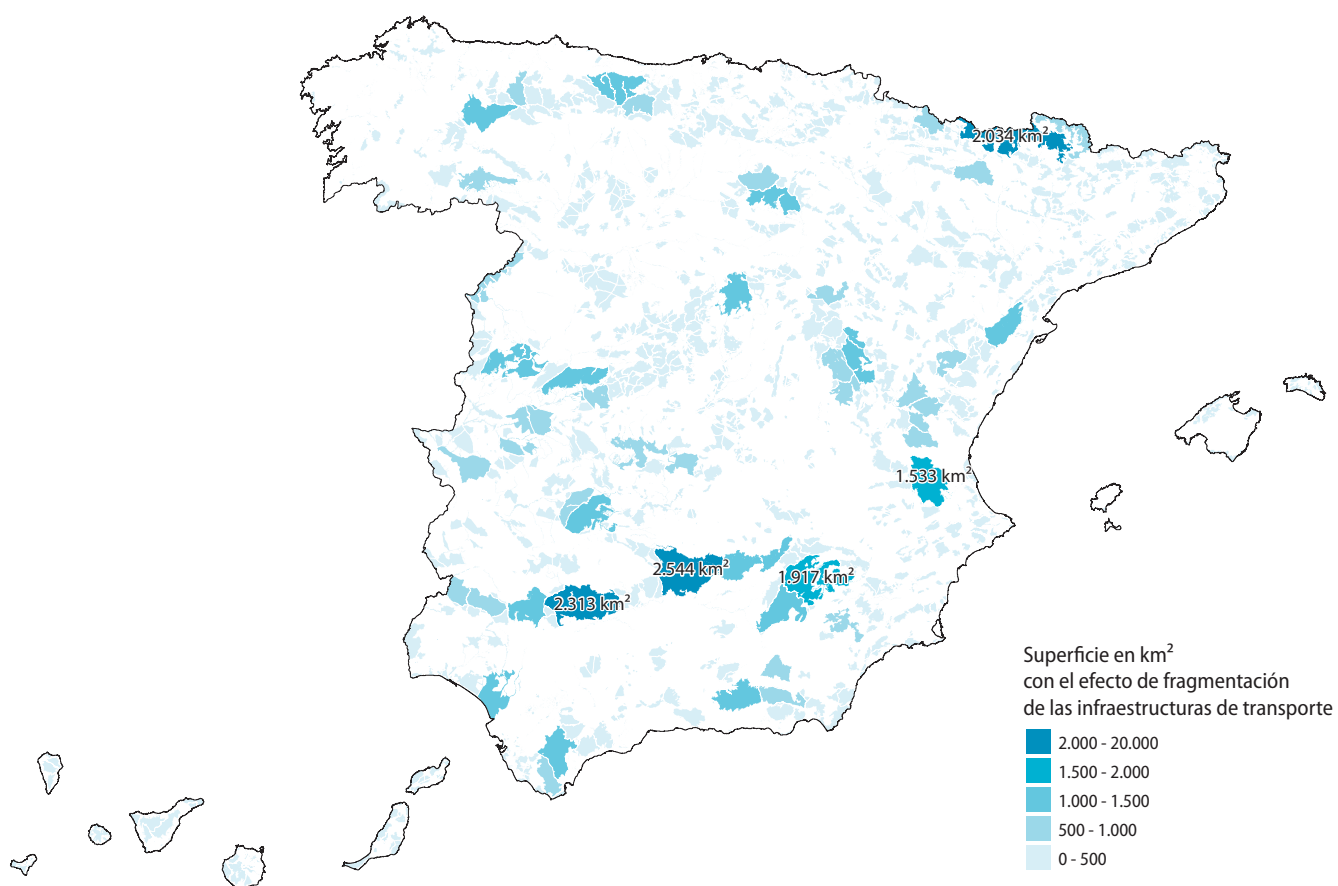 2.034 km²
1.533 km²
2.544 km²
1.917 km²
2.313 km²
Superficie en km²
con el efecto de fragmentación
de las infraestructuras de transporte
2.000 - 20.000
1.500 - 2.000
1.000 - 1.500
500 - 1.000
0 - 500